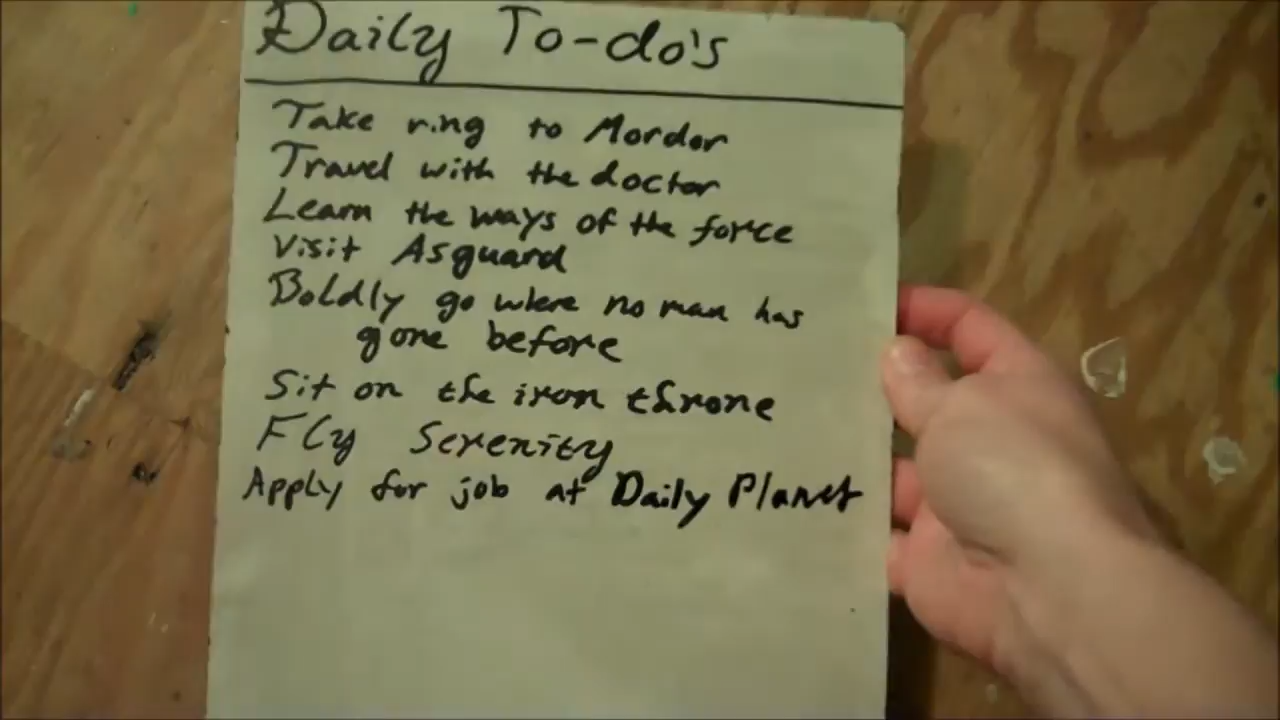 Daily To-do's
Take ring to Mordor
Travel with the doctor
Learn the ways of the force
Visit Asguard
Boldly go where no man has
gone before
Sit on the iron throne
Fly Serenity
Apply for job at Daily Planet